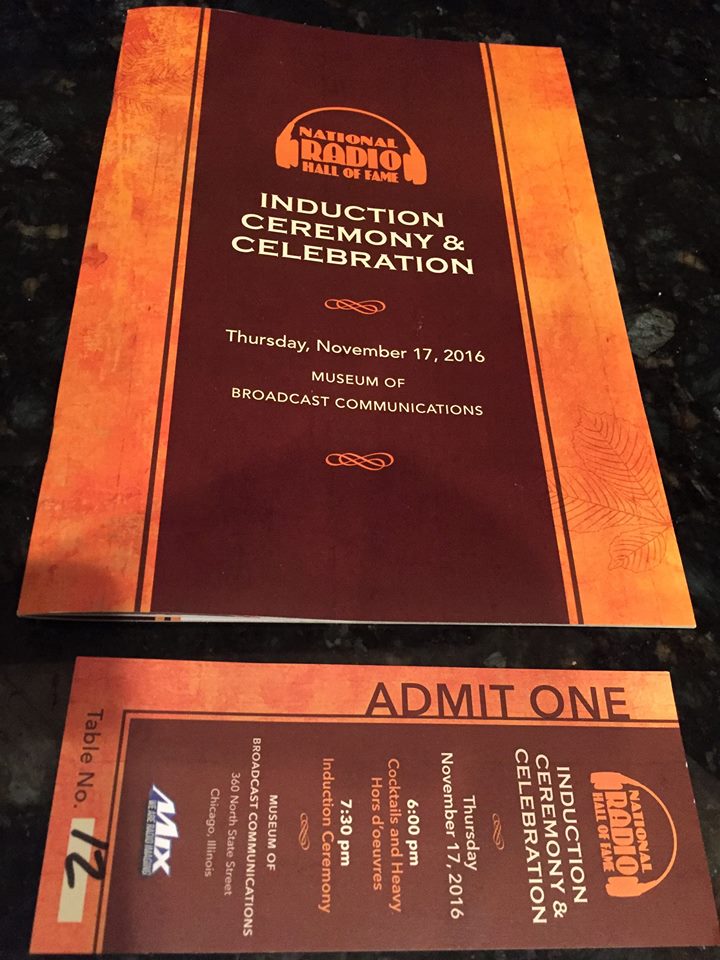 NATIONAL
RADIO
HALL OF FAME
INDUCTION
CEREMONY &
CELEBRATION
Thursday, November 17, 2016
MUSEUM OF
BROADCAST COMMUNICATIONS
ADMIT ONE
NATIONAL
RADIO
HALL OF FAME
INDUCTION
CEREMONY &
CELEBRATION
Thursday
November 17, 2016
6:00 pm
Cocktails and Heavy
Hors d'oeuvres
7:30 pm
Induction Ceremony
MUSEUM OF
BROADCAST COMMUNICATIONS
360 North State Street
Chicago, Illinois
MIX
Table No. 12